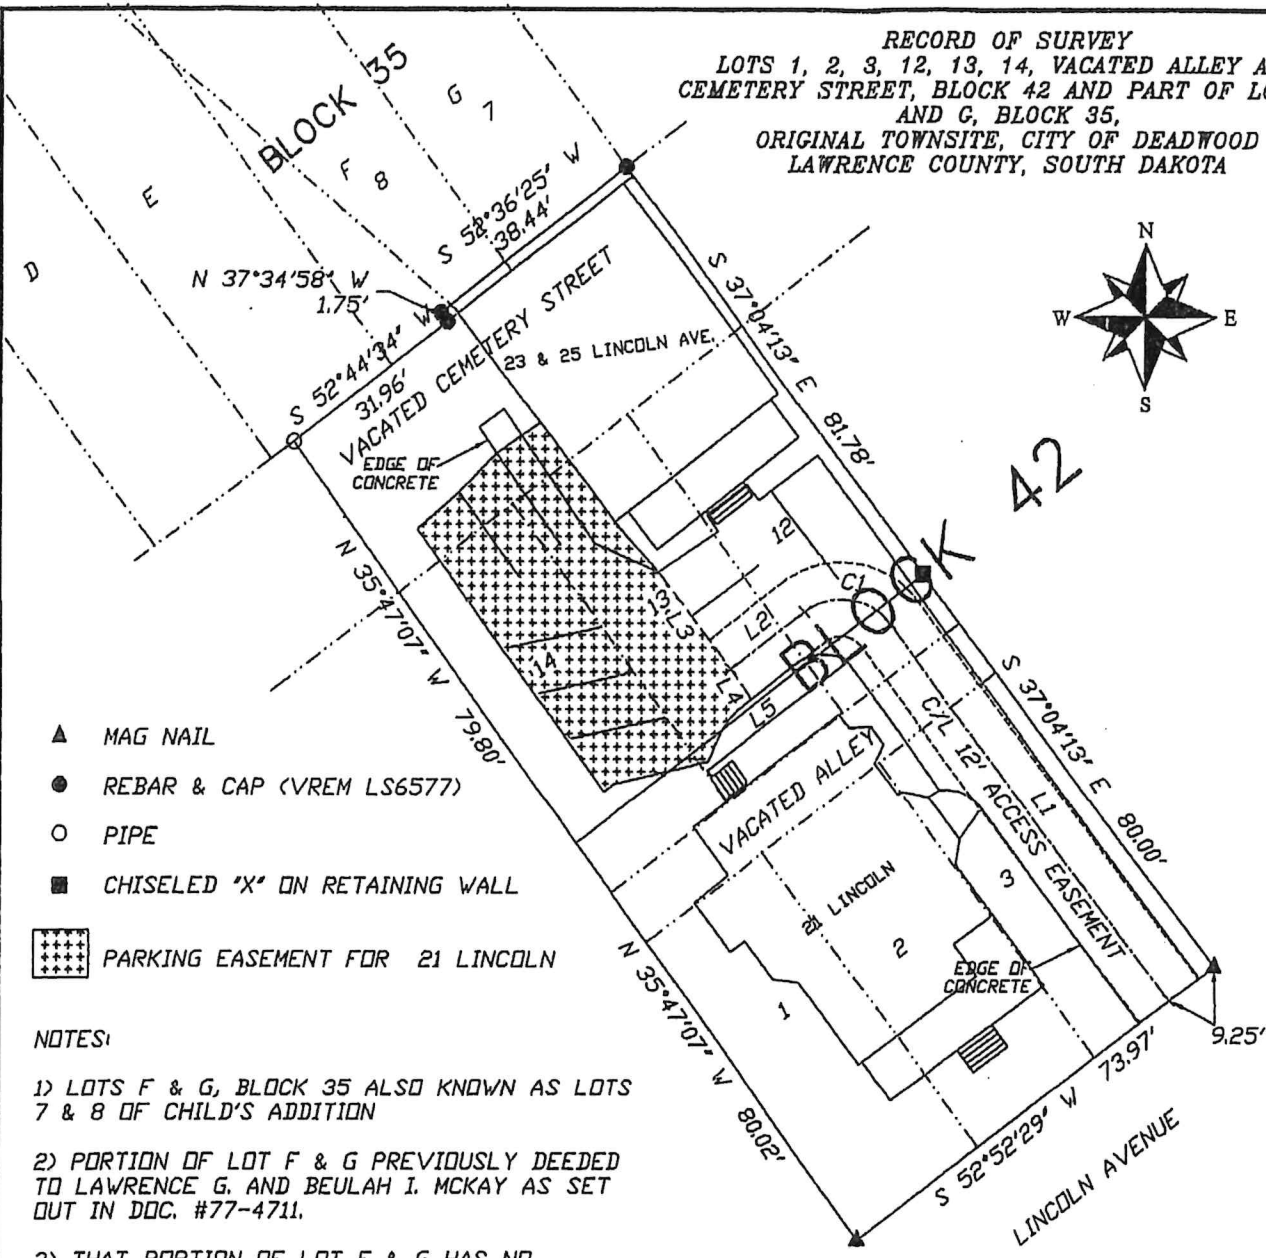 RECORD OF SURVEY
LOTS 1, 2, 3, 12, 13, 14, VACATED ALLEY A
CEMETERY STREET, BLOCK 42 AND PART OF L
AND G, BLOCK 35,
ORIGINAL TOWNSITE, CITY OF DEADWOOD
LAWRENCE COUNTY, SOUTH DAKOTA
BLOCK 35
G
7
F
8
E
D
S 52°36'25" W
38.44'
N 37°34'58" W
1.75'
S 52°44'34" W
31.96'
VACATED CEMETERY STREET
23 & 25 LINCOLN AVE.
S 37°04'13" E 81.78'
N
W
E
S
EDGE OF
CONCRETE
BLOCK 42
12
C1
L2
13
L3
14
L4
L5
N 35°47'07" W 79.80'
S 37°04'13" E 80.00'
C/L 12' ACCESS EASEMENT
L1
VACATED ALLEY
21 LINCOLN
3
2
1
EDGE OF
CONCRETE
N 35°47'07" W 80.02'
9.25'
S 52°52'29" W 73.97'
LINCOLN AVENUE
MAG NAIL
REBAR & CAP (VREM LS6577)
PIPE
CHISELED "X" ON RETAINING WALL
PARKING EASEMENT FOR 21 LINCOLN
NOTES:
1) LOTS F & G, BLOCK 35 ALSO KNOWN AS LOTS
7 & 8 OF CHILD'S ADDITION
2) PORTION OF LOT F & G PREVIOUSLY DEEDED
TO LAWRENCE G. AND BEULAH I. MCKAY AS SET
OUT IN DOC. #77-4711.
3) THAT PORTION OF LOT F & G HAS NO